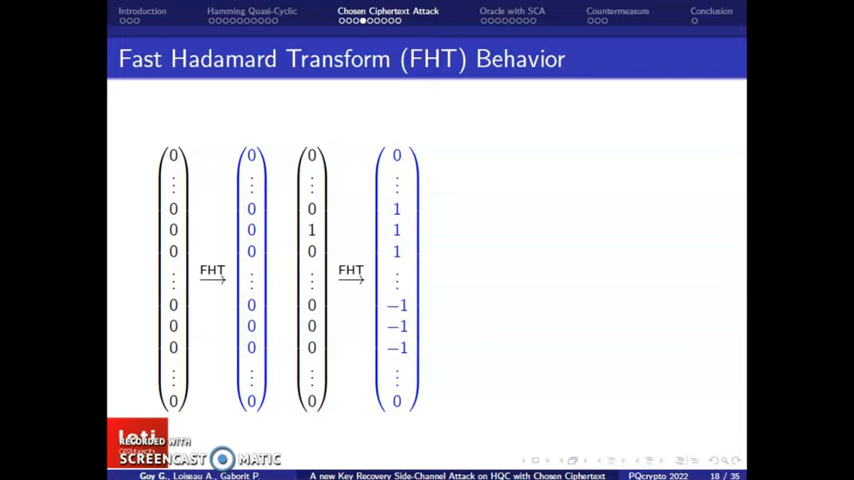 Introduction Hamming Quasi-Cyclic Chosen Ciphertext Attack Oracle with SCA Countermeasure Conclusion
Fast Hadamard Transform (FHT) Behavior
0 0 0 0
⋮ ⋮ ⋮ ⋮
0 0 0 1
0 0 1 1
0 0 0 1
FHT FHT
⋮ ⋮ ⋮ ⋮
0 0 0 −1
0 0 0 −1
0 0 0 −1
⋮ ⋮ ⋮ ⋮
0 0 0 0
leti
RECORDED WITH
SCREENCAST MATIC
Goy G., Loiseau A., Gaborit P. A new Key Recovery Side-Channel Attack on HQC with Chosen Ciphertext PQcrypto 2022 18 / 35